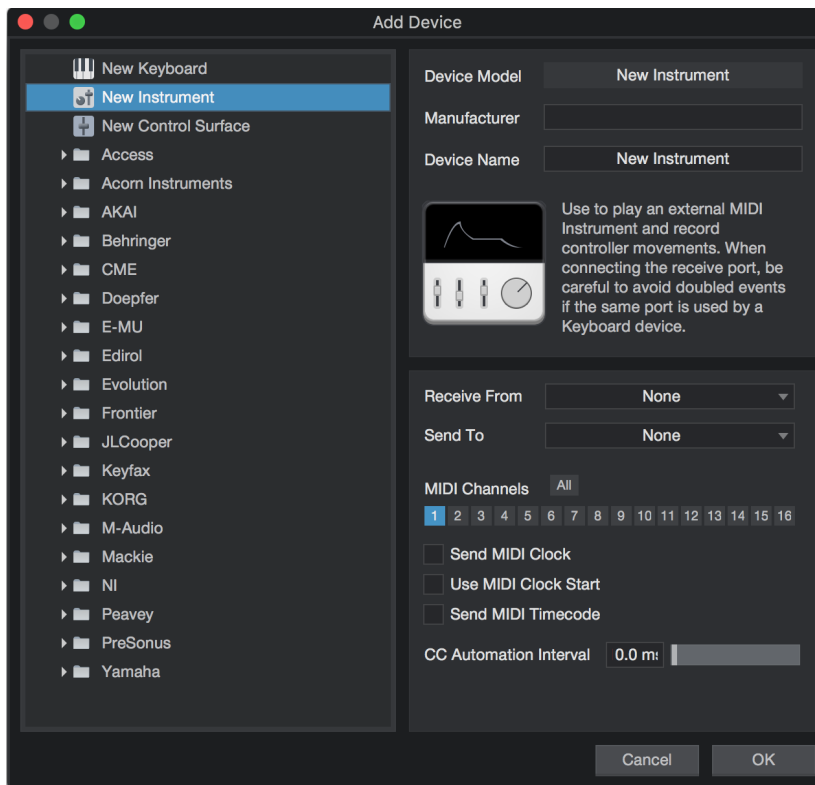 Add Device
New Keyboard
New Instrument
New Control Surface
Access
Acorn Instruments
AKAI
Behringer
CME
Doepfer
E-MU
Edirol
Evolution
Frontier
JLCooper
Keyfax
KORG
M-Audio
Mackie
NI
Peavey
PreSonus
Yamaha
Device Model New Instrument
Manufacturer
Device Name New Instrument
Use to play an external MIDI
Instrument and record
controller movements. When
connecting the receive port, be
careful to avoid doubled events
if the same port is used by a
Keyboard device.
Receive From None
Send To None
MIDI Channels All
1 2 3 4 5 6 7 8 9 10 11 12 13 14 15 16
Send MIDI Clock
Use MIDI Clock Start
Send MIDI Timecode
CC Automation Interval 0.0 ms
Cancel OK